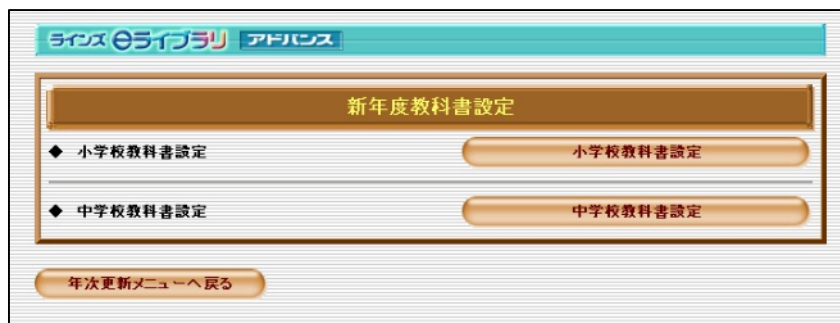 ラインズeライブラリ アドバンス
新年度教科書設定
◆ 小学校教科書設定 小学校教科書設定
◆ 中学校教科書設定 中学校教科書設定
年次更新メニューへ戻る